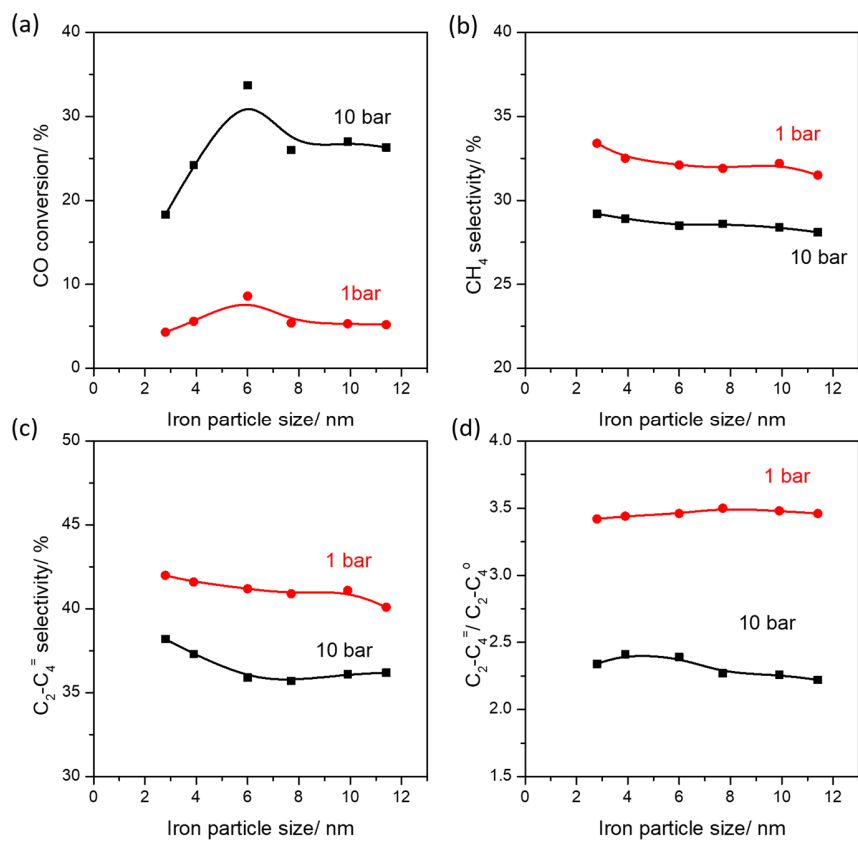 (a)
40
30
20
10
0
CO conversion/ %
10 bar
1bar
0 2 4 6 8 10 12
Iron particle size/ nm
(b)
40
35
30
25
20
CH₄ selectivity/ %
1 bar
10 bar
0 2 4 6 8 10 12
Iron particle size/ nm
(c)
50
45
40
35
30
C₂-C₄⁼ selectivity/ %
1 bar
10 bar
0 2 4 6 8 10 12
Iron particle size/ nm
(d)
4.0
3.5
3.0
2.5
2.0
1.5
C₂-C₄⁼/ C₂-C₄°
1 bar
10 bar
0 2 4 6 8 10 12
Iron particle size/ nm